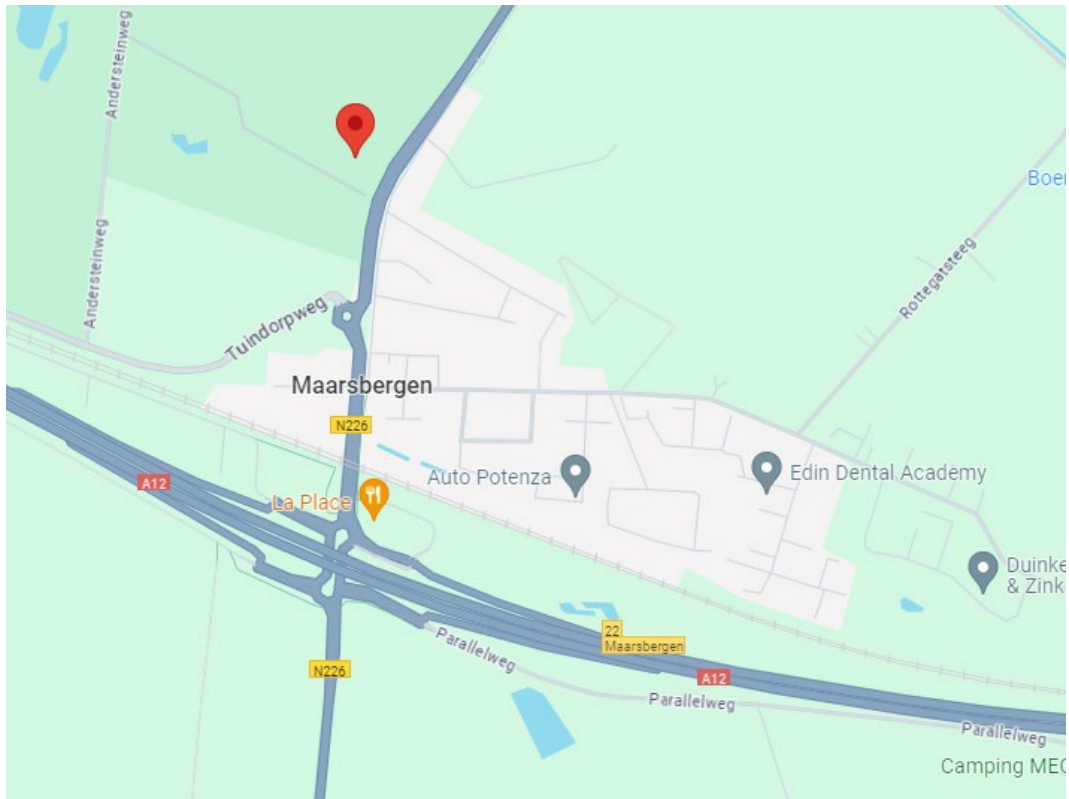 Andersteinweg
Boer
Rottegatsteeg
Andersteinweg
Tuindorpweg
Maarsbergen
N226
Auto Potenza
Edin Dental Academy
A12
La Place
Duinke
& Zink
22
Maarsbergen
Parallelweg
N226
A12
Parallelweg
Parallelweg
Camping MEC